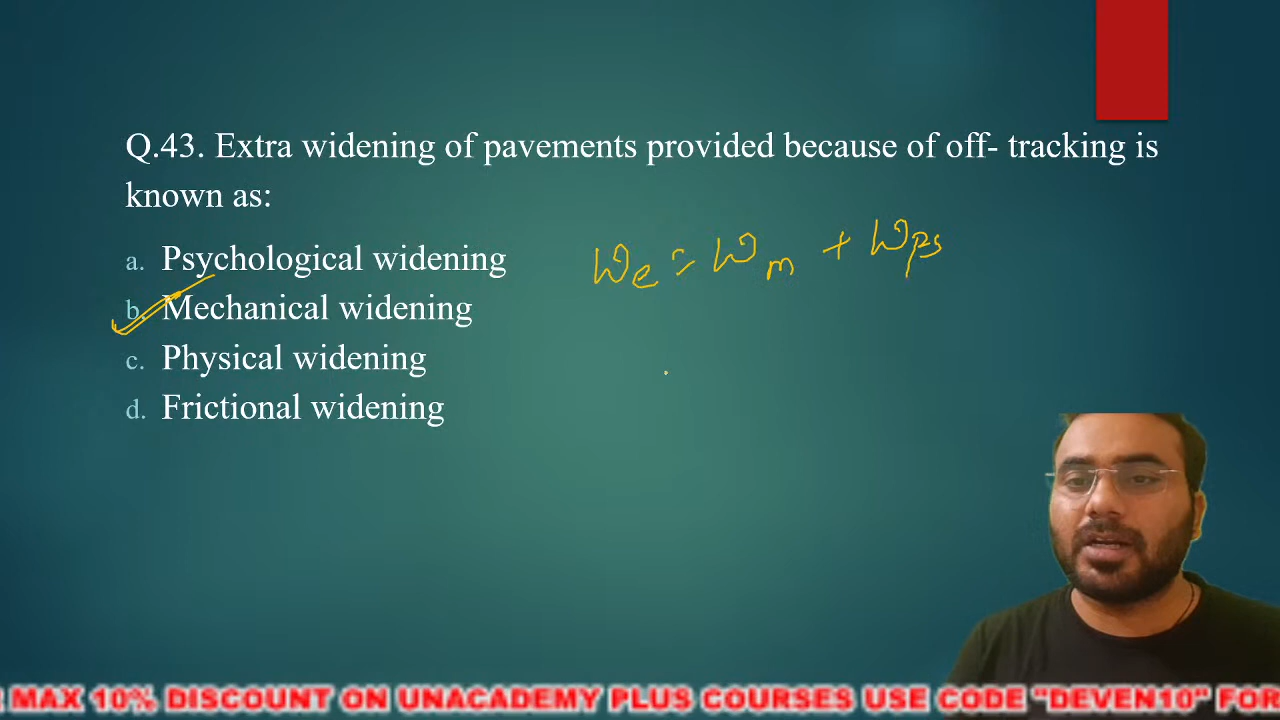 Q.43. Extra widening of pavements provided because of off- tracking is
known as:
a. Psychological widening
b. Mechanical widening
c. Physical widening
d. Frictional widening
We = Wm + Wps
R MAX 10% DISCOUNT ON UNACADEMY PLUS COURSES USE CODE "DEVEN10" FOR